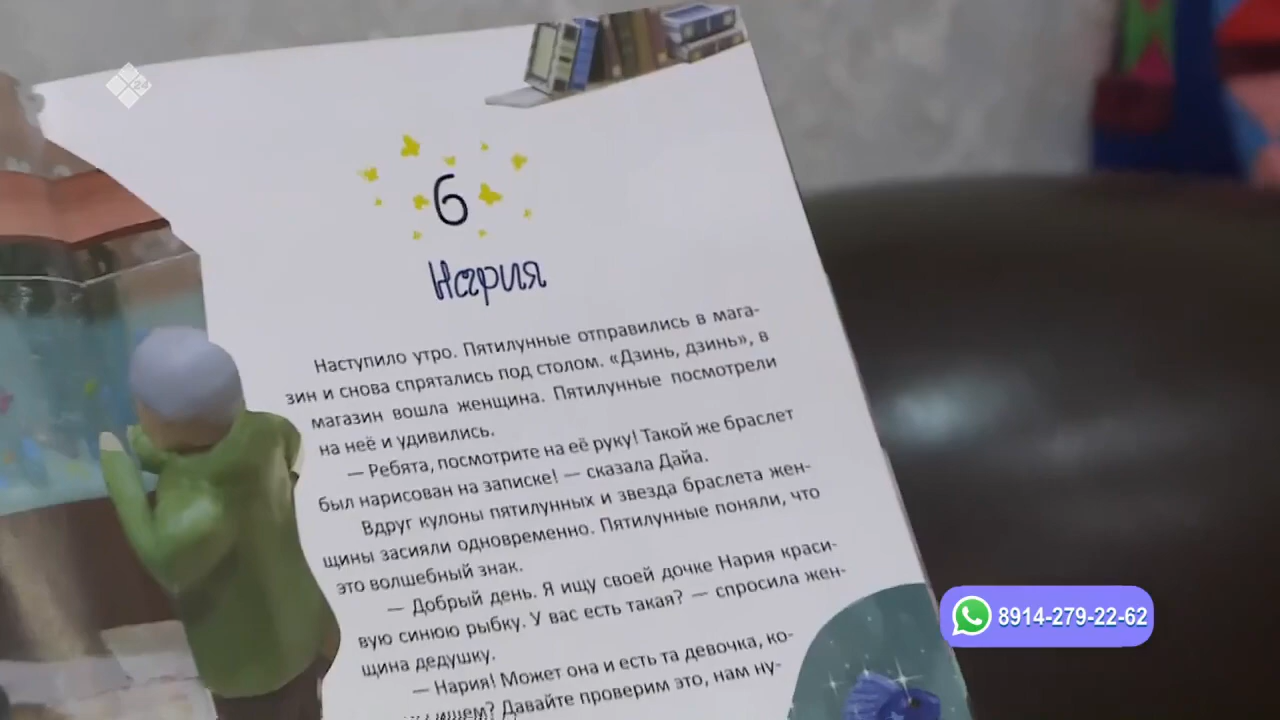 24
6
Нария
Наступило утро. Пятилунные отправились в мага-
зин и снова спрятались под столом. «Дзинь, дзинь», в
магазин вошла женщина. Пятилунные посмотрели
на неё и удивились.
— Ребята, посмотрите на её руку! Такой же браслет
был нарисован на записке! — сказала Дайа.
Вдруг кулоны пятилунных и звезда браслета жен-
щины засияли одновременно. Пятилунные поняли, что
это волшебный знак.
— Добрый день. Я ищу своей дочке Нария краси-
вую синюю рыбку. У вас есть такая? — спросила жен-
щина дедушку.
— Нария! Может она и есть та девочка, ко-
ищем? Давайте проверим это, нам ну-
8914-279-22-62